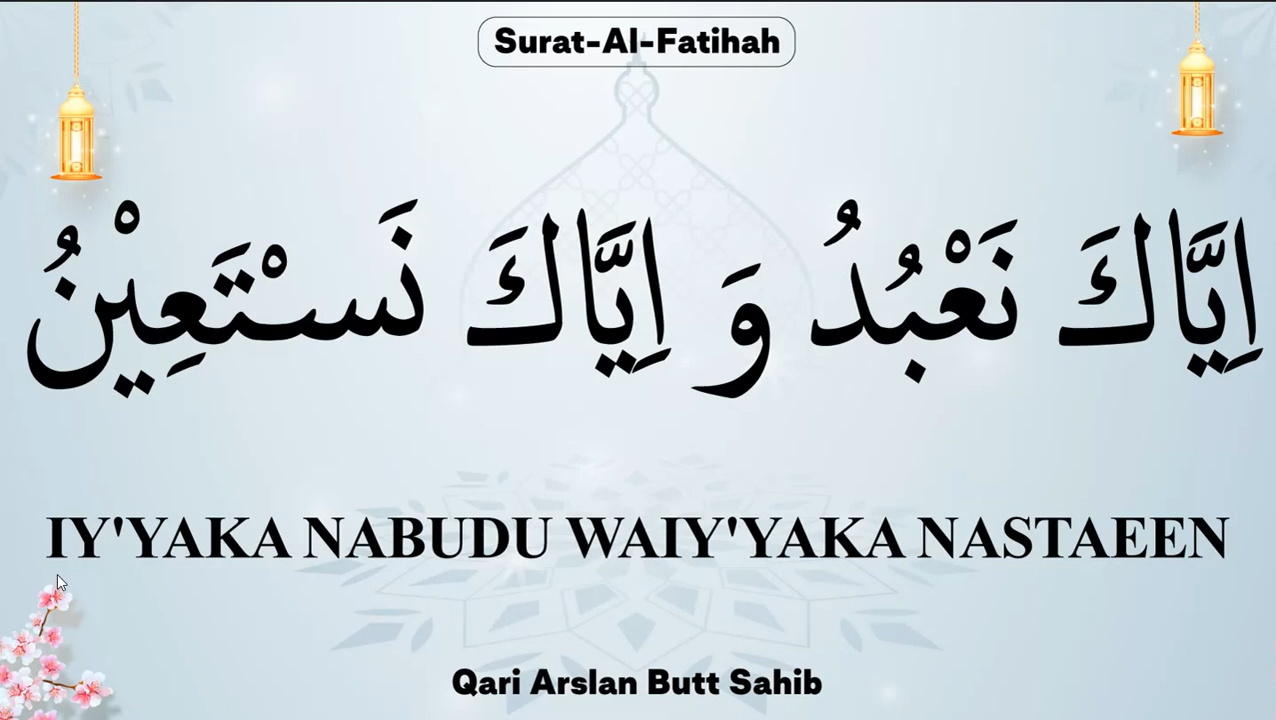 Surat-Al-Fatihah
اِيَّاكَ نَعْبُدُ وَ اِيَّاكَ نَسْتَعِيْنُ
IY'YAKA NABUDU WAIY'YAKA NASTAEEN
Qari Arslan Butt Sahib